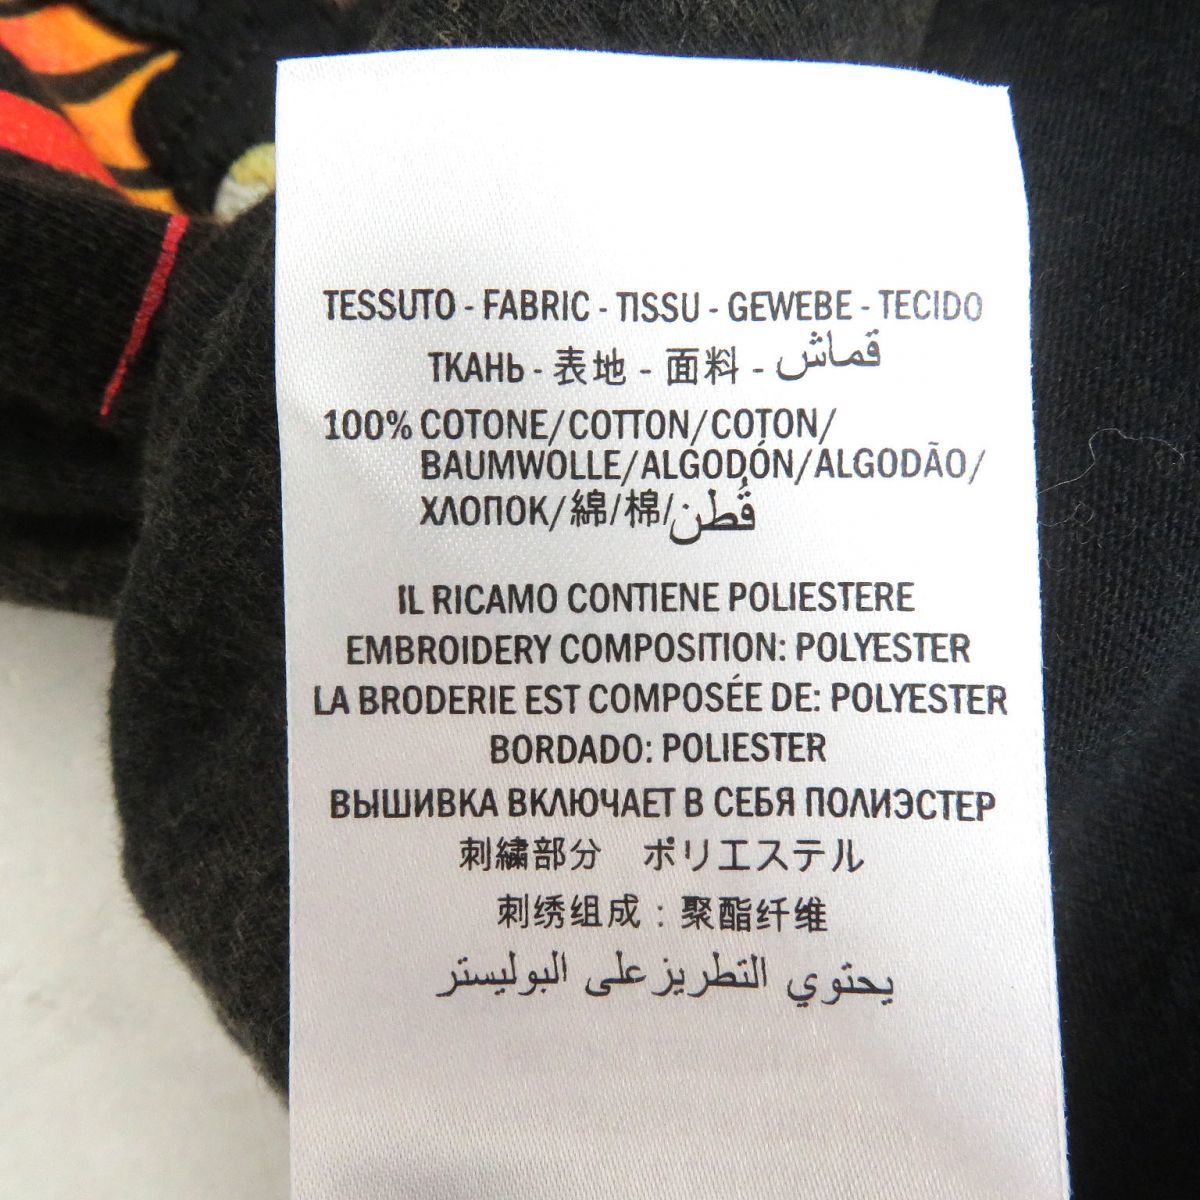 TESSUTO - FABRIC - TISSU - GEWEBE - TECIDO
ТКАНЬ - 表地 - 面料 - قماش
100% COTONE/COTTON/COTON/
BAUMWOLLE/ALGODÓN/ALGODÃO/
ХЛОПОК/綿/棉/قُطن
IL RICAMO CONTIENE POLIESTERE
EMBROIDERY COMPOSITION: POLYESTER
LA BRODERIE EST COMPOSÉE DE: POLYESTER
BORDADO: POLIESTER
ВЫШИВКА ВКЛЮЧАЕТ В СЕБЯ ПОЛИЭСТЕР
刺繍部分 ポリエステル
刺绣组成：聚酯纤维
يحتوي التطريز على البوليستر